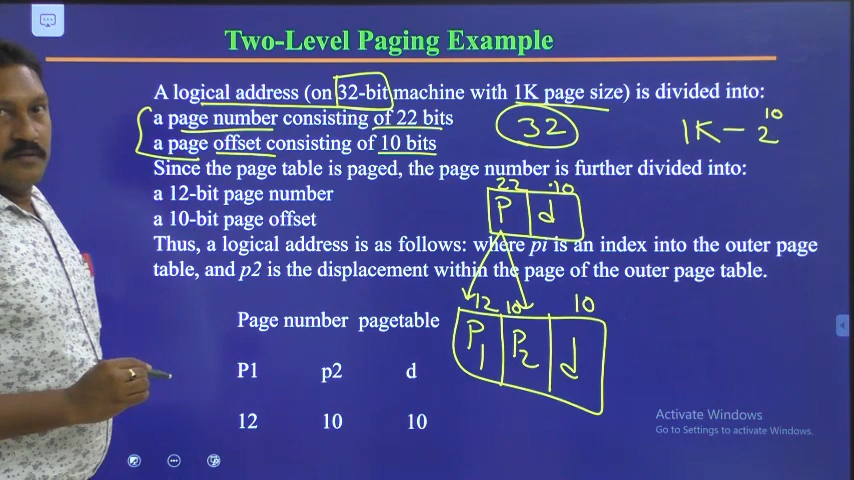 Two-Level Paging Example
A logical address (on 32-bit machine with 1K page size) is divided into:
a page number consisting of 22 bits
a page offset consisting of 10 bits
32
1K - 2^10
Since the page table is paged, the page number is further divided into:
a 12-bit page number
a 10-bit page offset
22 10
P d
Thus, a logical address is as follows: where pi is an index into the outer page
table, and p2 is the displacement within the page of the outer page table.
12 10 10
P1 P2 d
Page number pagetable
P1 p2 d
12 10 10
Activate Windows
Go to Settings to activate Windows.